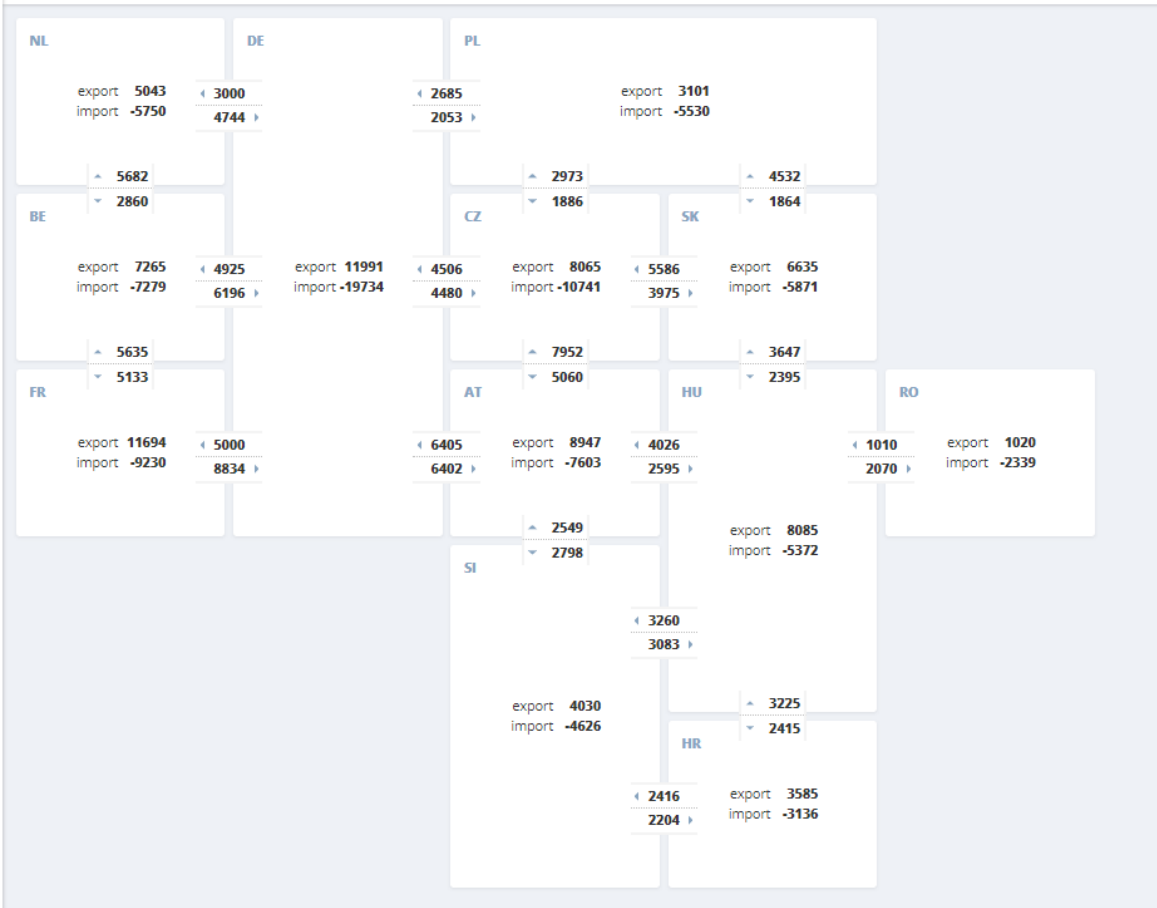 NL
DE
PL
export 5043
import -5750
3000
4744
2685
2053
export 3101
import -5530
5682
2860
2973
1886
4532
1864
BE
CZ
SK
export 7265
import -7279
4925
6196
export 11991
import -19734
4506
4480
export 8065
import -10741
5586
3975
export 6635
import -5871
5635
5133
7952
5060
3647
2395
FR
AT
HU
RO
export 11694
import -9230
5000
8834
6405
6402
export 8947
import -7603
4026
2595
1010
2070
export 1020
import -2339
2549
2798
export 8085
import -5372
SI
3260
3083
export 4030
import -4626
3225
2415
HR
2416
2204
export 3585
import -3136